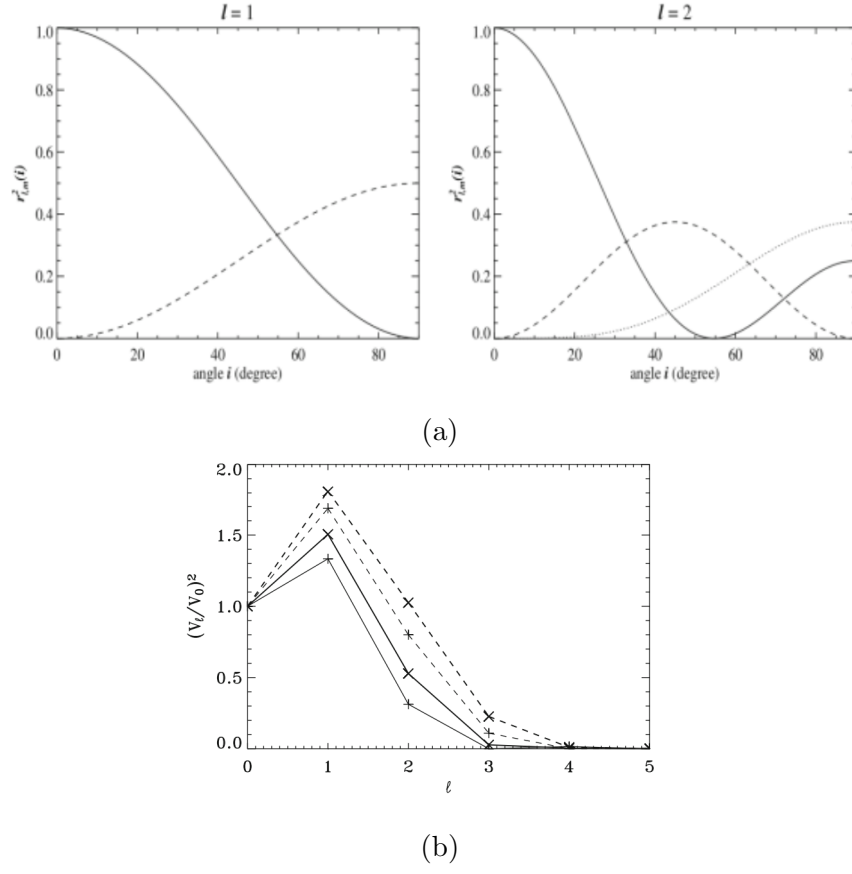 l = 1
l = 2
1.0
0.8
0.6
0.4
0.2
0.0
r²l,m(i)
0 20 40 60 80
angle i (degree)
1.0
0.8
0.6
0.4
0.2
0.0
r²l,m(i)
0 20 40 60 80
angle i (degree)
(a)
2.0
1.5
1.0
0.5
0.0
(Vℓ/V0)²
0 1 2 3 4 5
ℓ
(b)